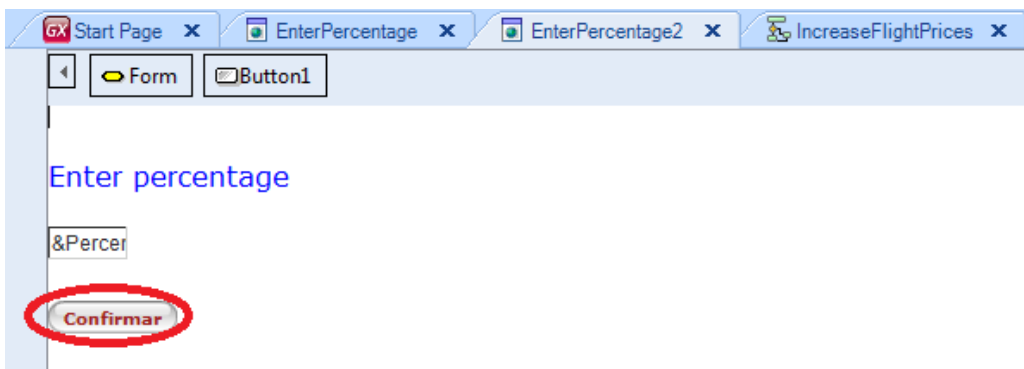 GX Start Page x EnterPercentage x EnterPercentage2 x IncreaseFlightPrices x
Form Button1
Enter percentage
&Percer
Confirmar